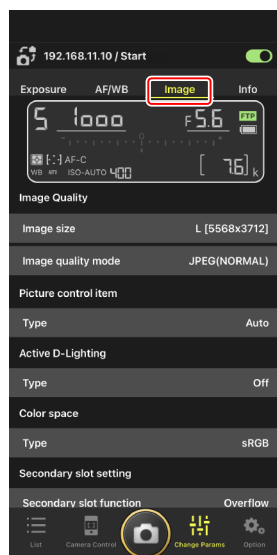 192.168.11.10 / Start
Exposure AF/WB Image Info
S 1000 F5.6 FTP
AF-C
WB ISO-AUTO 400 [ 7.6] k
Image Quality
Image size L [5568x3712]
Image quality mode JPEG(NORMAL)
Picture control item
Type Auto
Active D-Lighting
Type Off
Color space
Type sRGB
Secondary slot setting
Secondary slot function Overflow
List Camera Control Change Params Option